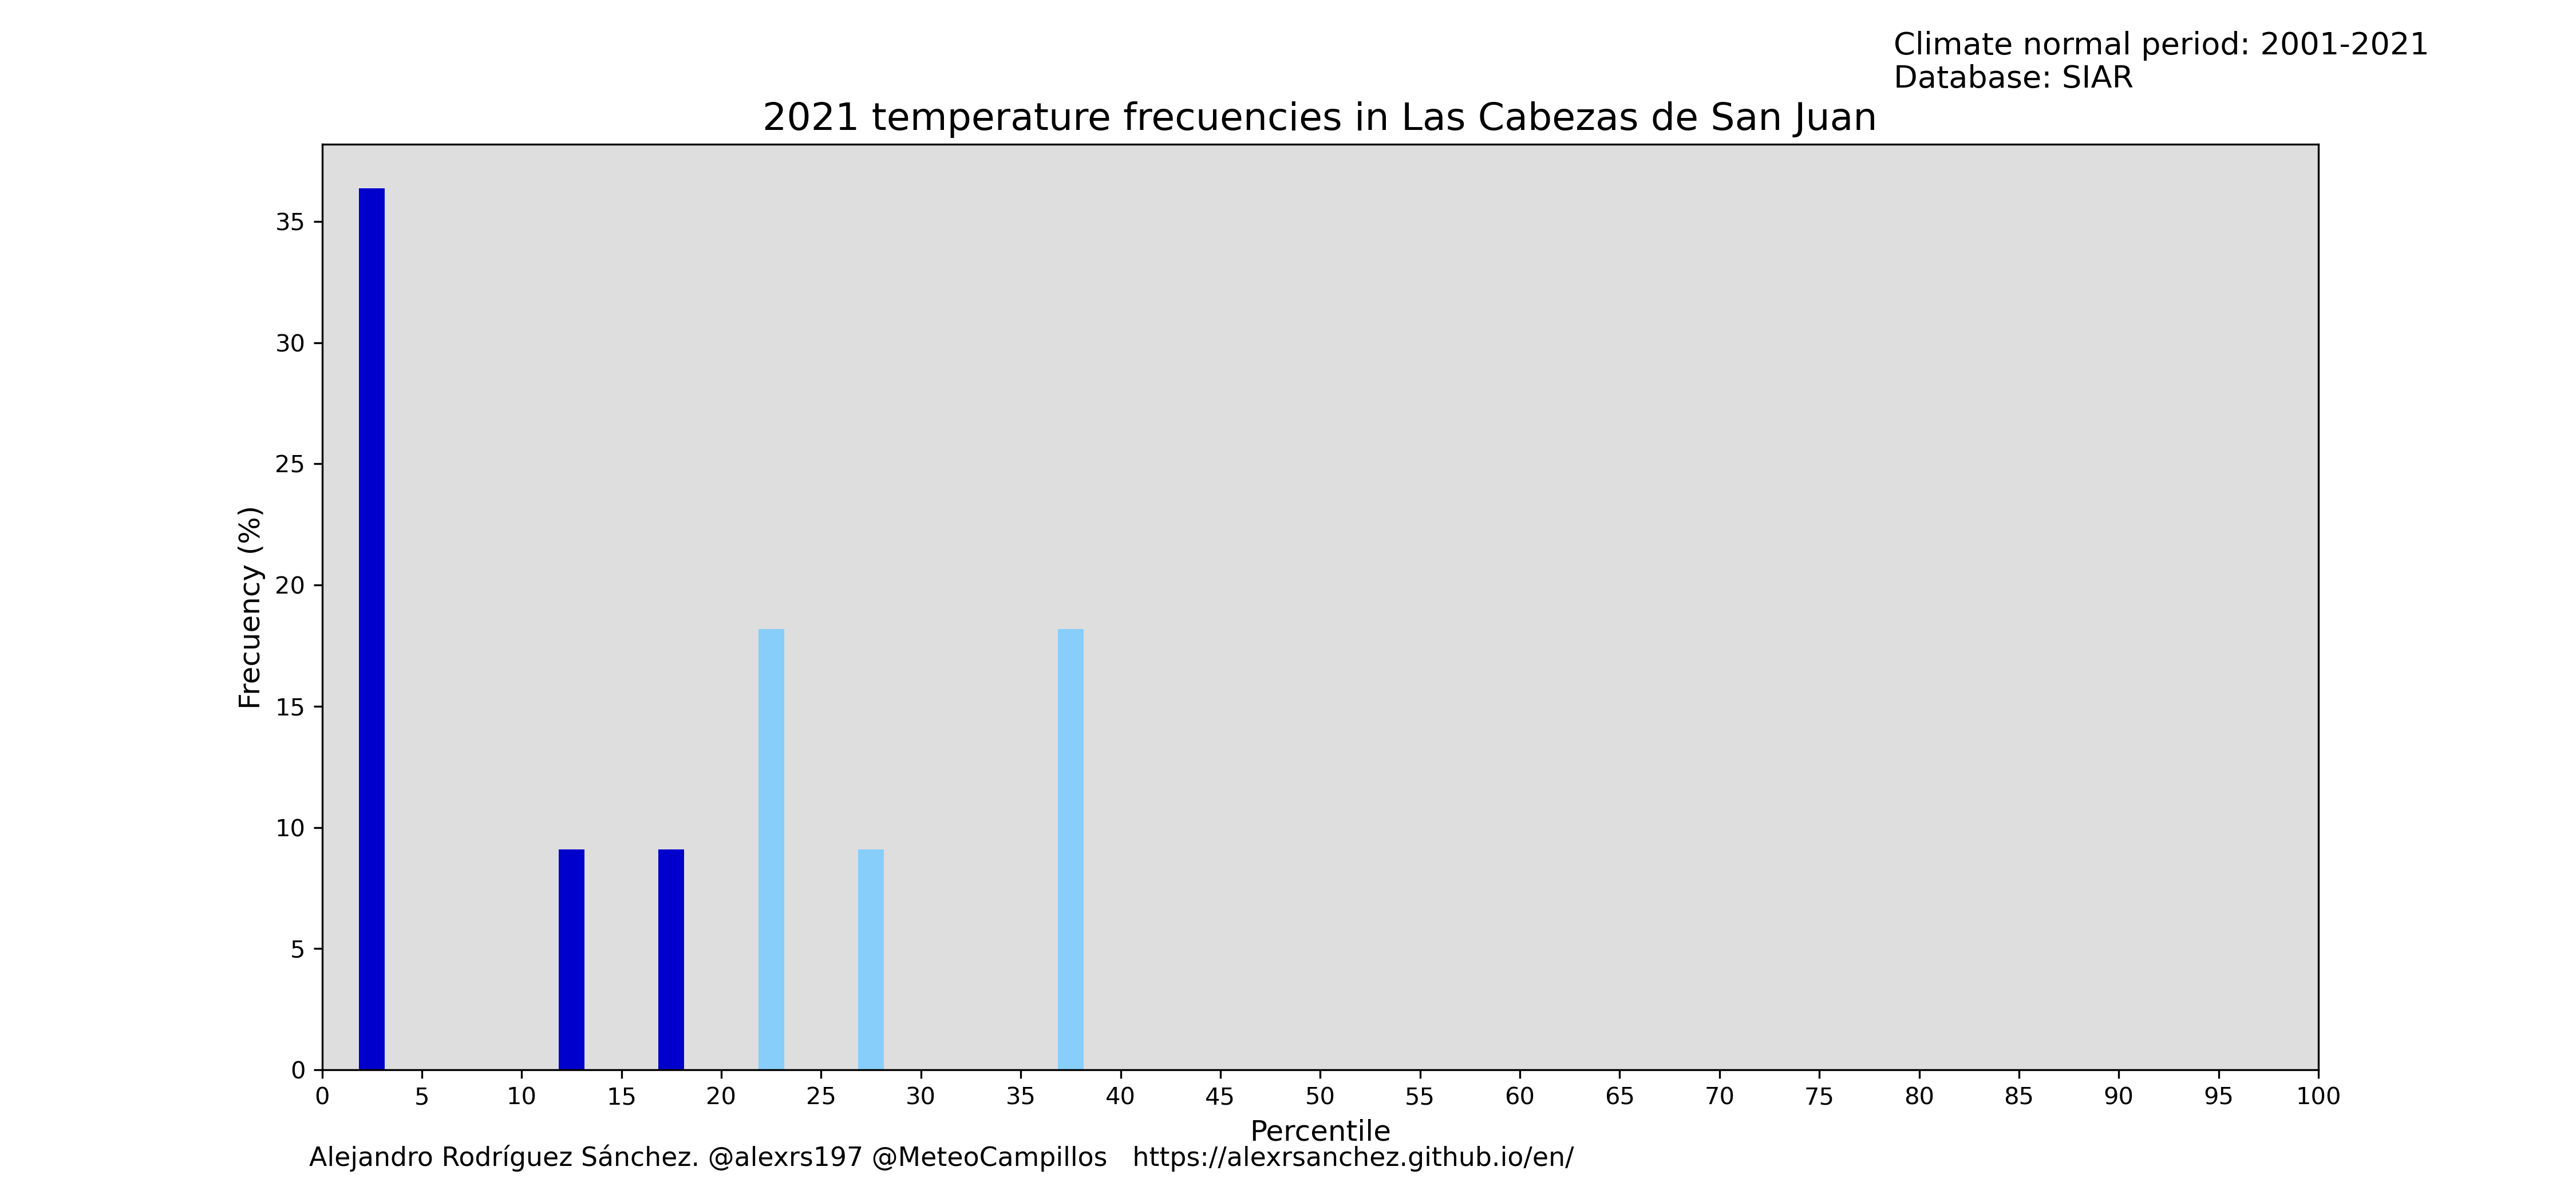 Climate normal period: 2001-2021
Database: SIAR
2021 temperature frecuencies in Las Cabezas de San Juan
35
30
25
20
15
10
5
0
Frecuency (%)
0 5 10 15 20 25 30 35 40 45 50 55 60 65 70 75 80 85 90 95 100
Percentile
Alejandro Rodríguez Sánchez. @alexrs197 @MeteoCampillos https://alexrsanchez.github.io/en/